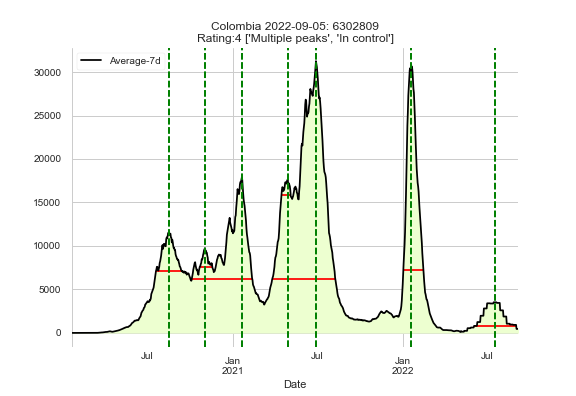 Colombia 2022-09-05: 6302809
Rating:4 ['Multiple peaks', 'In control']
Average-7d
30000
25000
20000
15000
10000
5000
0
Jul
Jan
2021
Jul
Jan
2022
Jul
Date